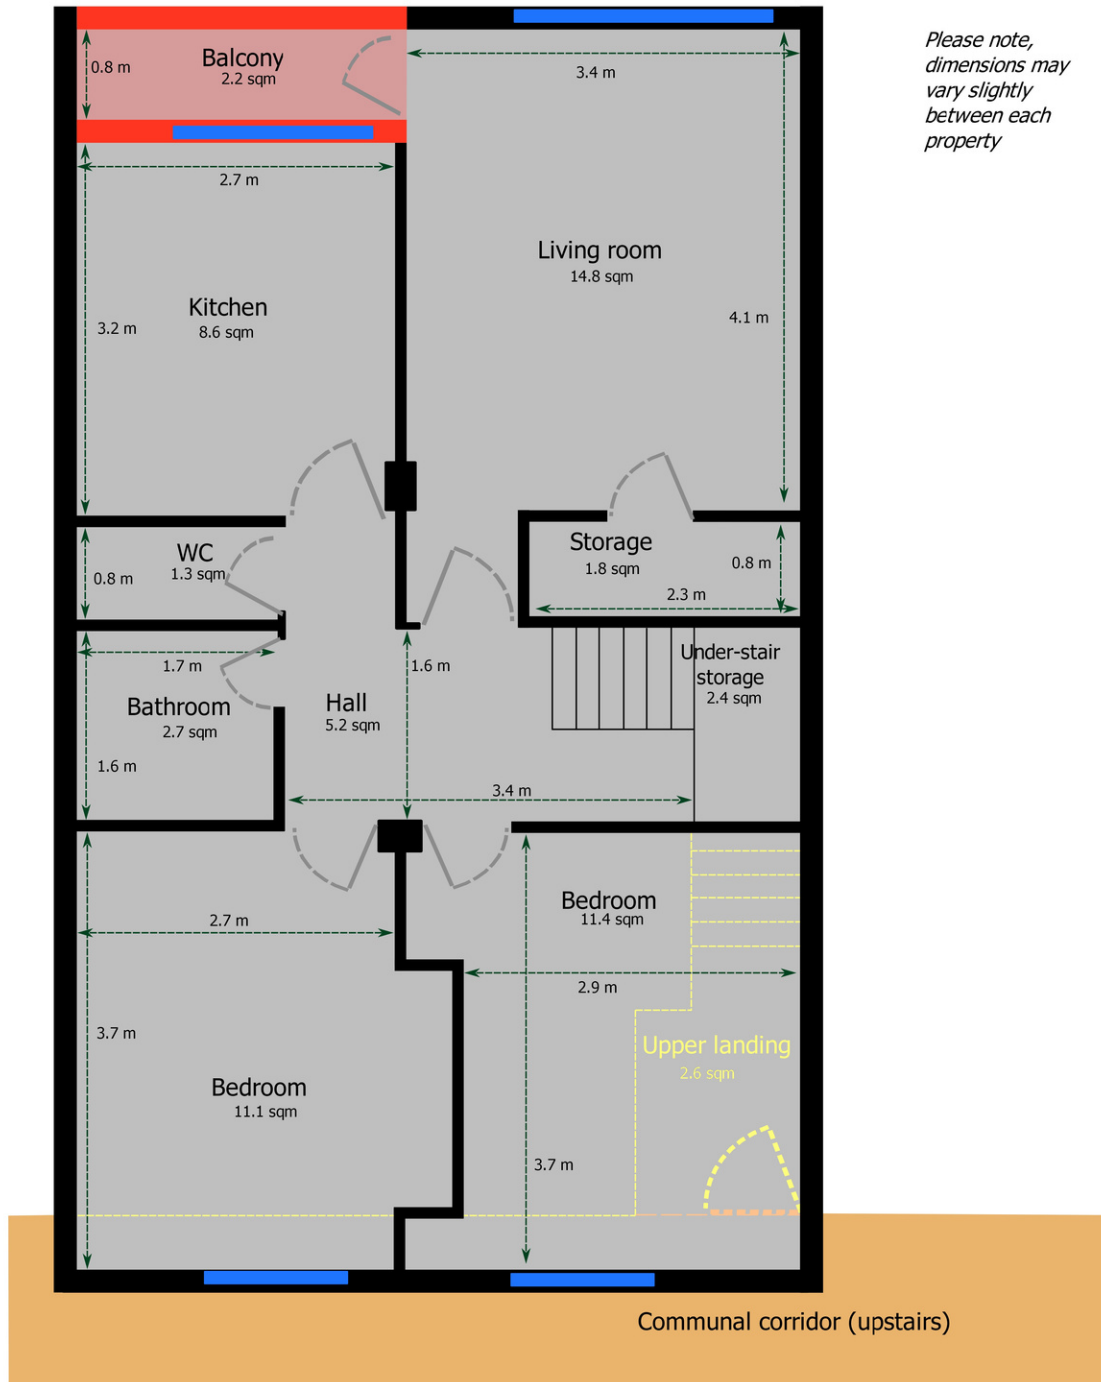 Please note,
dimensions may
vary slightly
between each
property
Balcony
2.2 sqm
0.8 m
3.4 m
2.7 m
Living room
14.8 sqm
Kitchen
8.6 sqm
3.2 m
4.1 m
WC
1.3 sqm
0.8 m
Storage
1.8 sqm
0.8 m
2.3 m
1.7 m
1.6 m
Under-stair
storage
2.4 sqm
Bathroom
2.7 sqm
Hall
5.2 sqm
1.6 m
3.4 m
2.7 m
Bedroom
11.4 sqm
2.9 m
3.7 m
Upper landing
2.6 sqm
Bedroom
11.1 sqm
3.7 m
Communal corridor (upstairs)